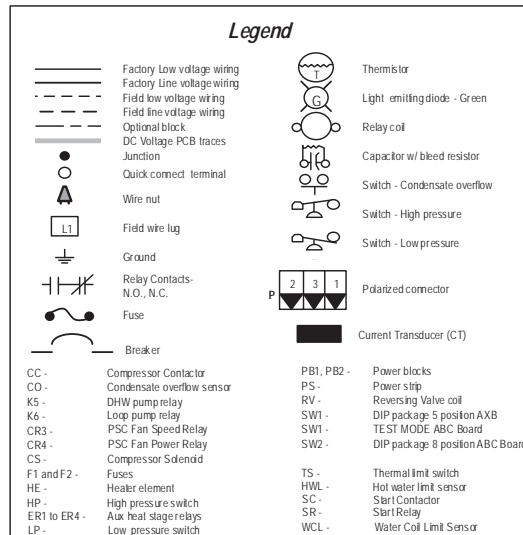 Legend
Factory Low voltage wiring
Factory Line voltage wiring
Field low voltage wiring
Field line voltage wiring
Optional block
DC Voltage PCB traces
Junction
Quick connect terminal
Wire nut
L1
Field wire lug
Ground
Relay Contacts-
N.O., N.C.
Fuse
Breaker
T
Thermistor
G
Light emitting diode - Green
Relay coil
Capacitor w/ bleed resistor
Switch - Condensate overflow
Switch - High pressure
Switch - Low pressure
P 2 3 1
Polarized connector
Current Transducer (CT)
CC - Compressor Contactor
CO - Condensate overflow sensor
K5 - DHW pump relay
K6 - Loop pump relay
CR3 - PSC Fan Speed Relay
CR4 - PSC Fan Power Relay
CS - Compressor Solenoid
F1 and F2 - Fuses
HE - Heater element
HP - High pressure switch
ER1 to ER4 - Aux heat stage relays
LP - Low pressure switch
PB1, PB2 - Power blocks
PS - Power strip
RV - Reversing Valve coil
SW1 - DIP package 5 position AXB
SW1 - TEST MODE ABC Board
SW2 - DIP package 8 position ABC Board
TS - Thermal limit switch
HWL - Hot water limit sensor
SC - Start Contactor
SR - Start Relay
WCL - Water Coil Limit Sensor